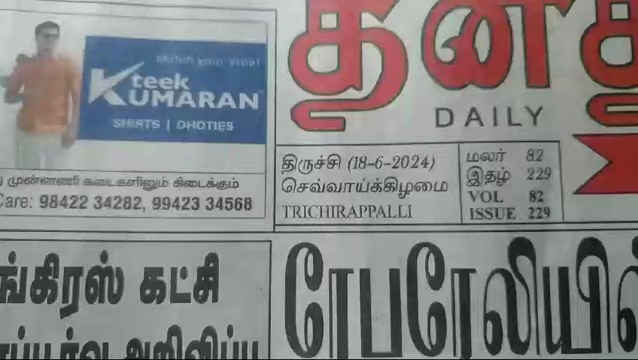 teek
KUMARAN
SHIRTS | DHOTIES
முன்னணி கடைகளிலும் கிடைக்கும்
Care: 98422 34282, 99423 34568
DAILY
திருச்சி (18-6-2024)
செவ்வாய்க்கிழமை
TRICHIRAPPALLI
மலர் 82
இதழ் 229
VOL 82
ISSUE 229
ங்கிரஸ் கட்சி
ரேபரேலியில்